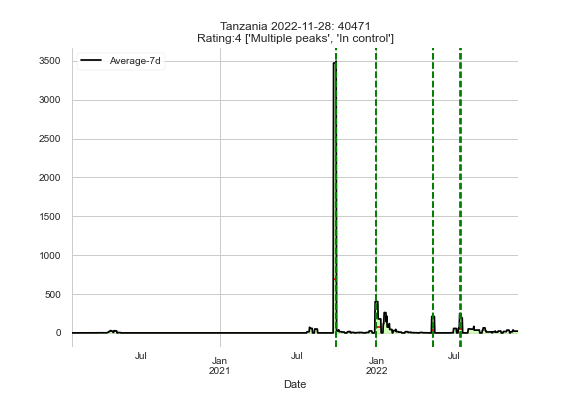 Tanzania 2022-11-28: 40471
Rating:4 ['Multiple peaks', 'In control']
Average-7d
3500
3000
2500
2000
1500
1000
500
0
Jul
Jan
2021
Jul
Jan
2022
Jul
Date